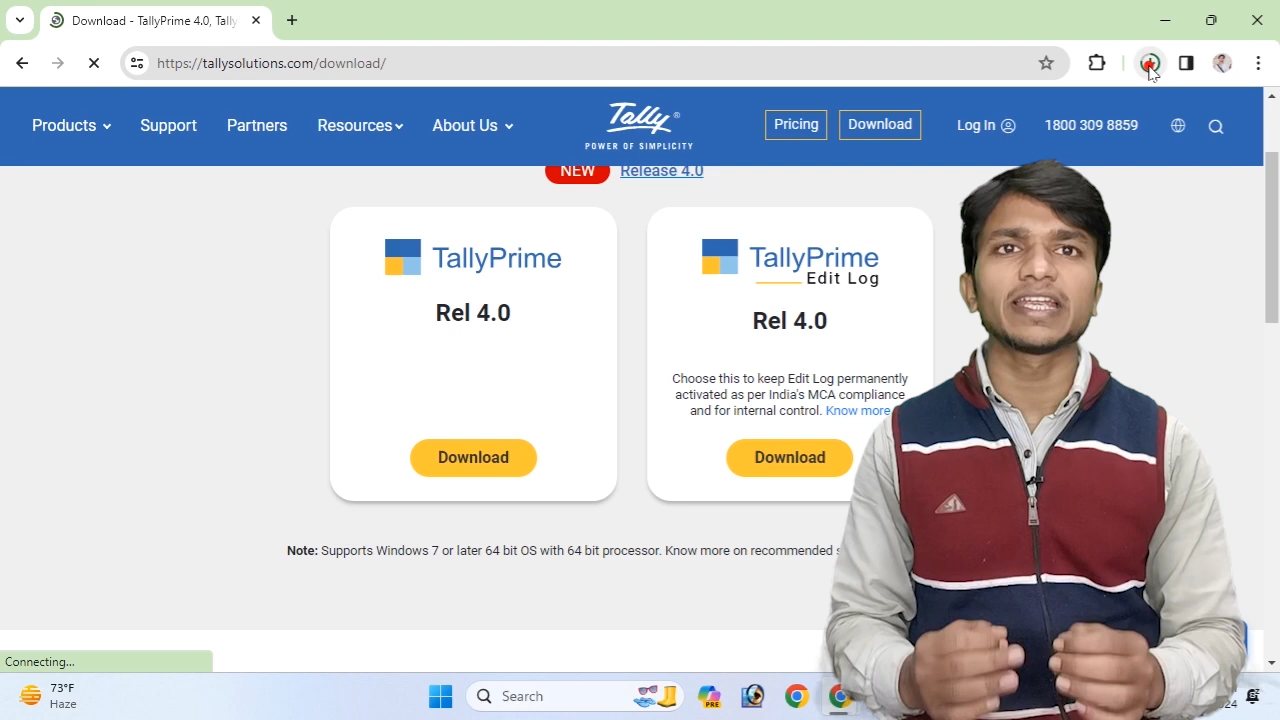 Download - TallyPrime 4.0, Tally
https://tallysolutions.com/download/
Products
Support
Partners
Resources
About Us
Tally®
POWER OF SIMPLICITY
Pricing
Download
Log In
1800 309 8859
NEW
Release 4.0
TallyPrime
Rel 4.0
Download
TallyPrime
Edit Log
Rel 4.0
Choose this to keep Edit Log permanently
activated as per India's MCA compliance
and for internal control. Know more
Download
Note: Supports Windows 7 or later 64 bit OS with 64 bit processor. Know more on recommended
Connecting...
73°F
Haze
Search
PRE
24